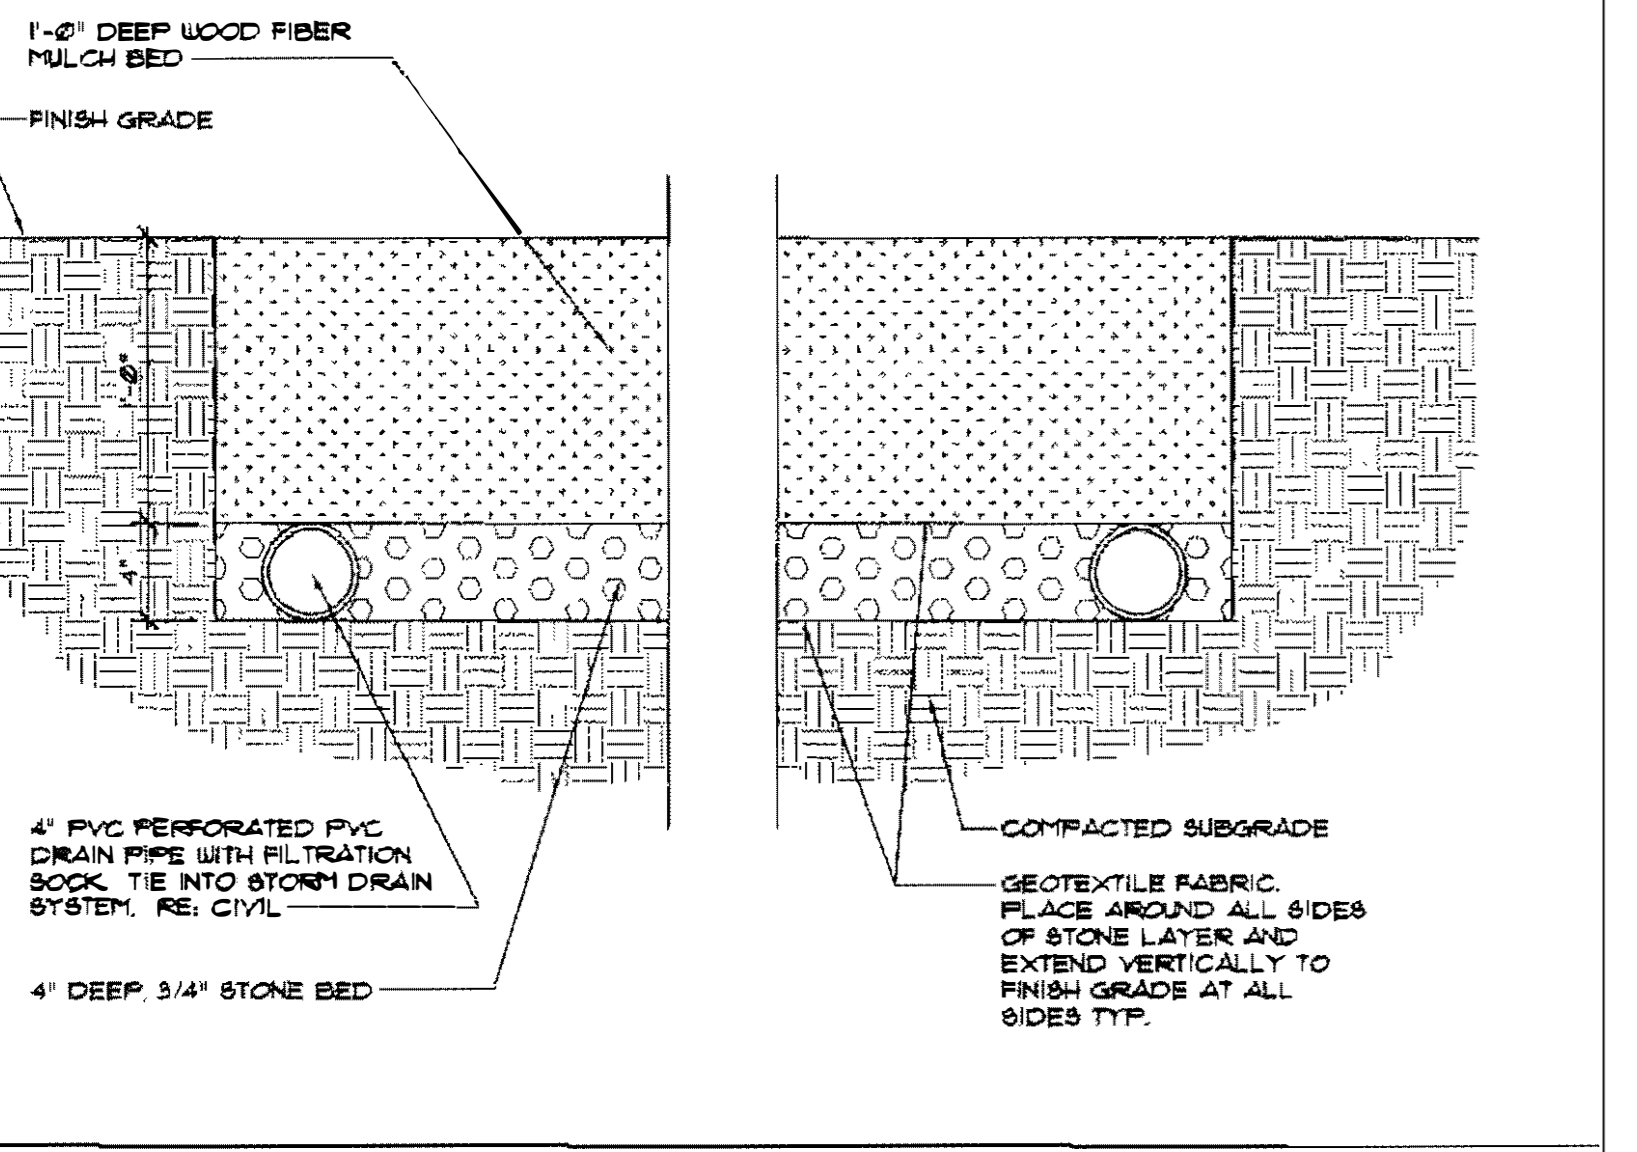 1'-0" DEEP WOOD FIBER
MULCH BED
FINISH GRADE
1'-0"
4"
4" PVC PERFORATED PVC
DRAIN PIPE WITH FILTRATION
SOCK TIE INTO STORM DRAIN
SYSTEM. RE: CIVIL
4" DEEP, 3/4" STONE BED
COMPACTED SUBGRADE
GEOTEXTILE FABRIC.
PLACE AROUND ALL SIDES
OF STONE LAYER AND
EXTEND VERTICALLY TO
FINISH GRADE AT ALL
SIDES TYP.